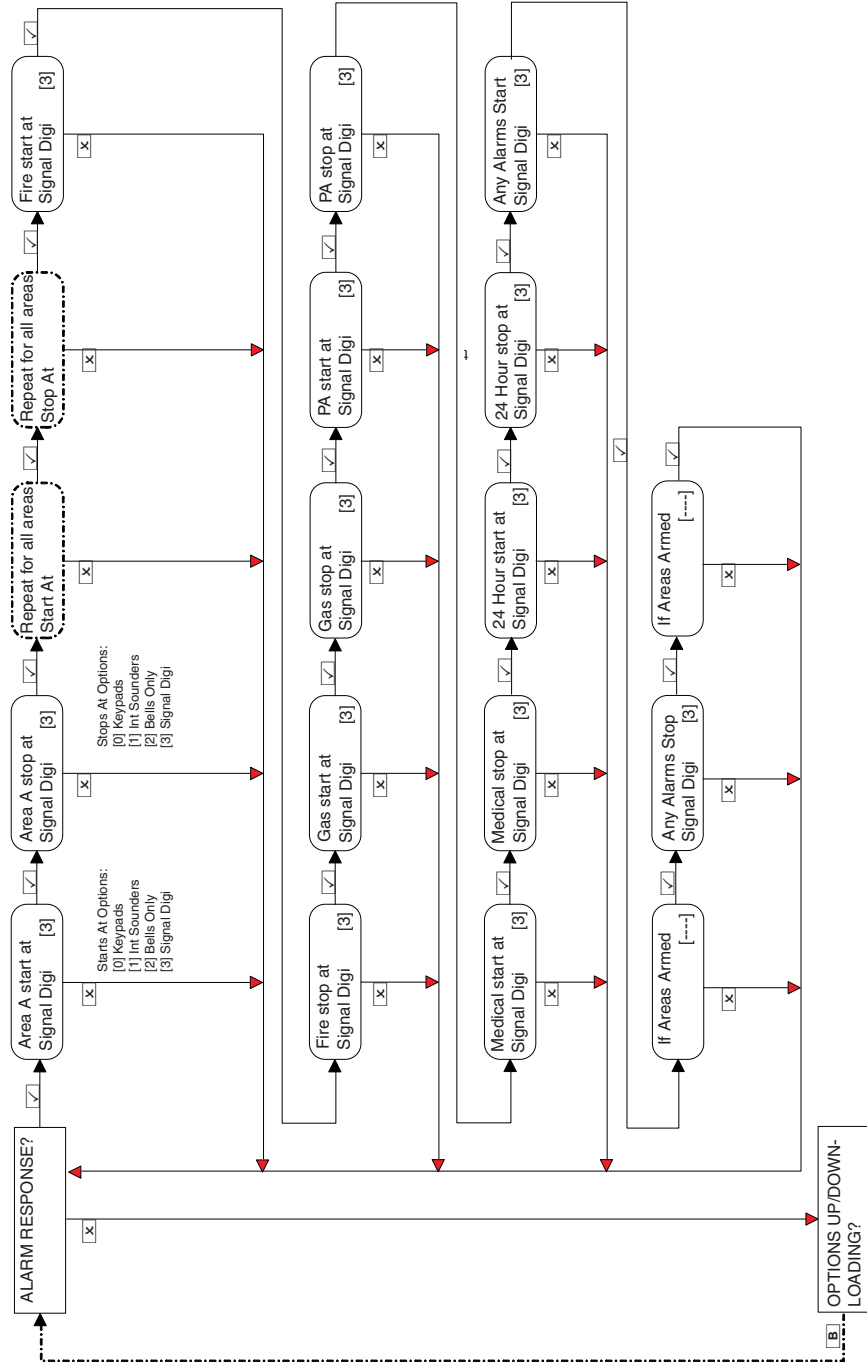 ALARM RESPONSE?
Area A start at
Signal Digi [3]
Area A stop at
Signal Digi [3]
Repeat for all areas
Start At
Repeat for all areas
Stop At
Fire start at
Signal Digi [3]
Starts At Options:
[0] Keypads
[1] Int Sounders
[2] Bells Only
[3] Signal Digi
Stops At Options:
[0] Keypads
[1] Int Sounders
[2] Bells Only
[3] Signal Digi
Fire stop at
Signal Digi [3]
Gas start at
Signal Digi [3]
Gas stop at
Signal Digi [3]
PA start at
Signal Digi [3]
PA stop at
Signal Digi [3]
Medical start at
Signal Digi [3]
Medical stop at
Signal Digi [3]
24 Hour start at
Signal Digi [3]
24 Hour stop at
Signal Digi [3]
Any Alarms Start
Signal Digi [3]
If Areas Armed
[----]
Any Alarms Stop
Signal Digi [3]
If Areas Armed
[----]
B
OPTIONS UP/DOWN-
LOADING?